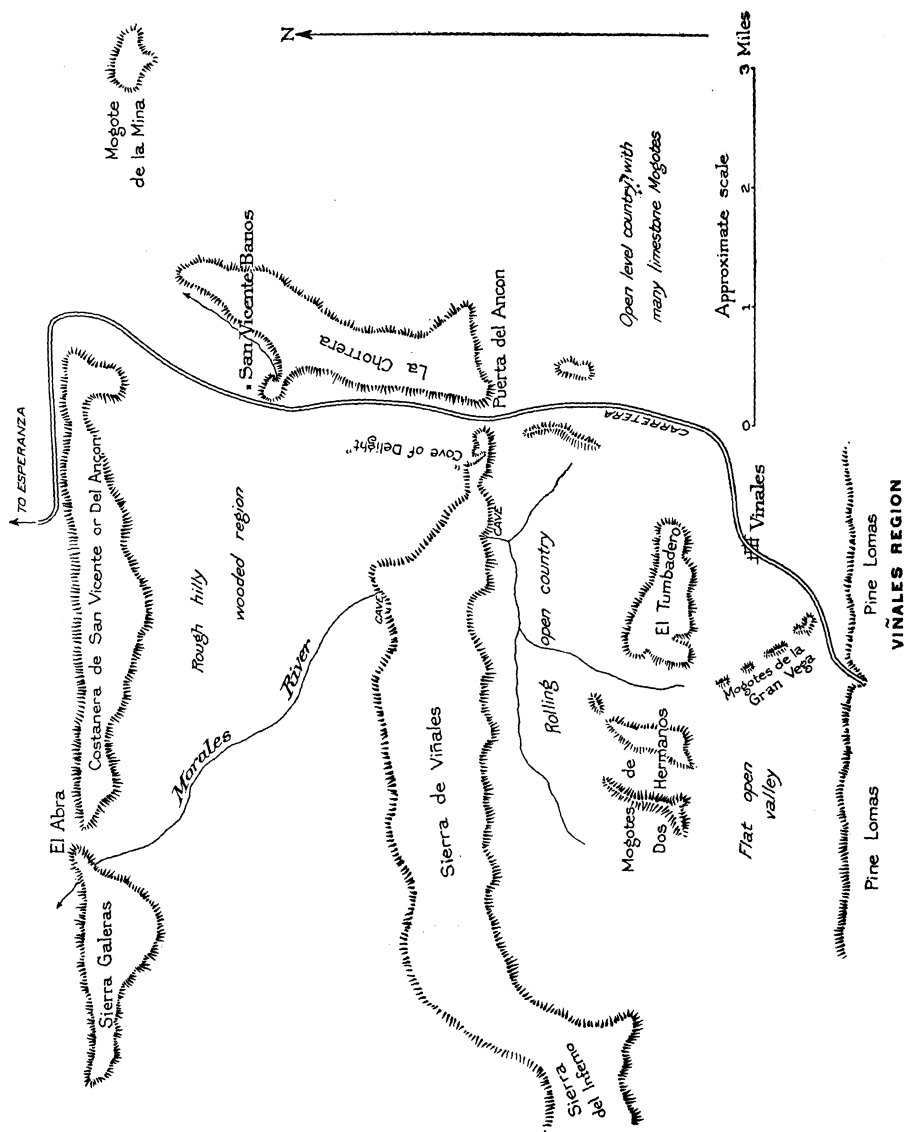 Mogote
de la Mina
N
TO ESPERANZA
El Abra
Costanera de San Vicente or Del Ancon
Sierra Galeras
San Vicente Banos
La Chorrera
Rough hilly
wooded region
Morales River
CAVE
"Cove of Delight"
Puerta del Ancon
Sierra de Viñales
CAVE
Sierra
del Infierno
Rolling open country
CARRETERA
Open level country, with
many limestone Mogotes
Mogotes de
Dos Hermanos
El Tumbadero
Mogotes de la
Gran Vega
Vinales
Flat open
valley
Approximate scale
0 1 2 3 Miles
Pine Lomas
Pine Lomas
VIÑALES REGION